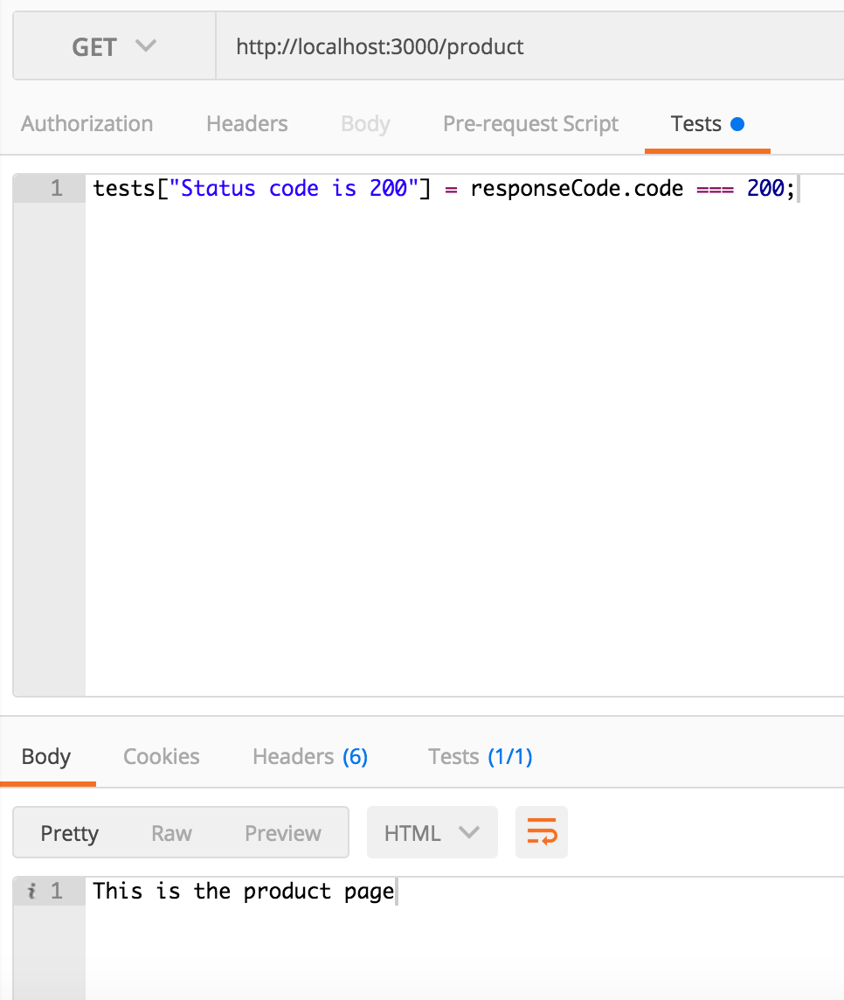 GET http://localhost:3000/product
Authorization Headers Body Pre-request Script Tests
1 tests["Status code is 200"] = responseCode.code === 200;
Body Cookies Headers (6) Tests (1/1)
Pretty Raw Preview HTML
i 1 This is the product page